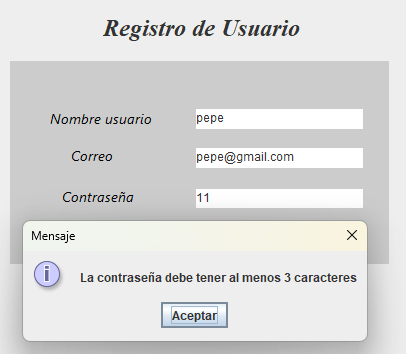 Registro de Usuario
Nombre usuario pepe
Correo pepe@gmail.com
Contraseña 11
Mensaje
La contraseña debe tener al menos 3 caracteres
Aceptar